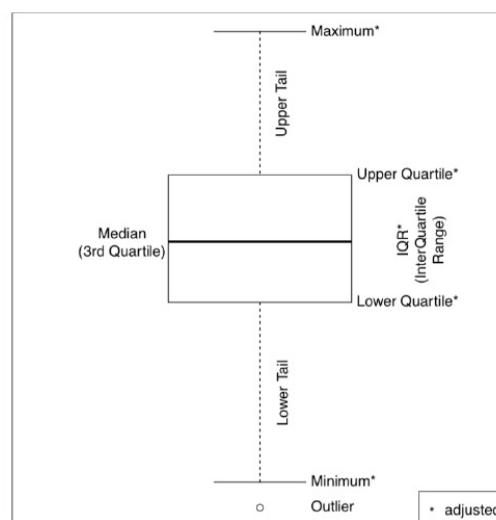 Maximum*
Upper Tail
Upper Quartile*
Median
(3rd Quartile)
IQR*
(InterQuartile
Range)
Lower Quartile*
Lower Tail
Minimum*
Outlier
* adjusted